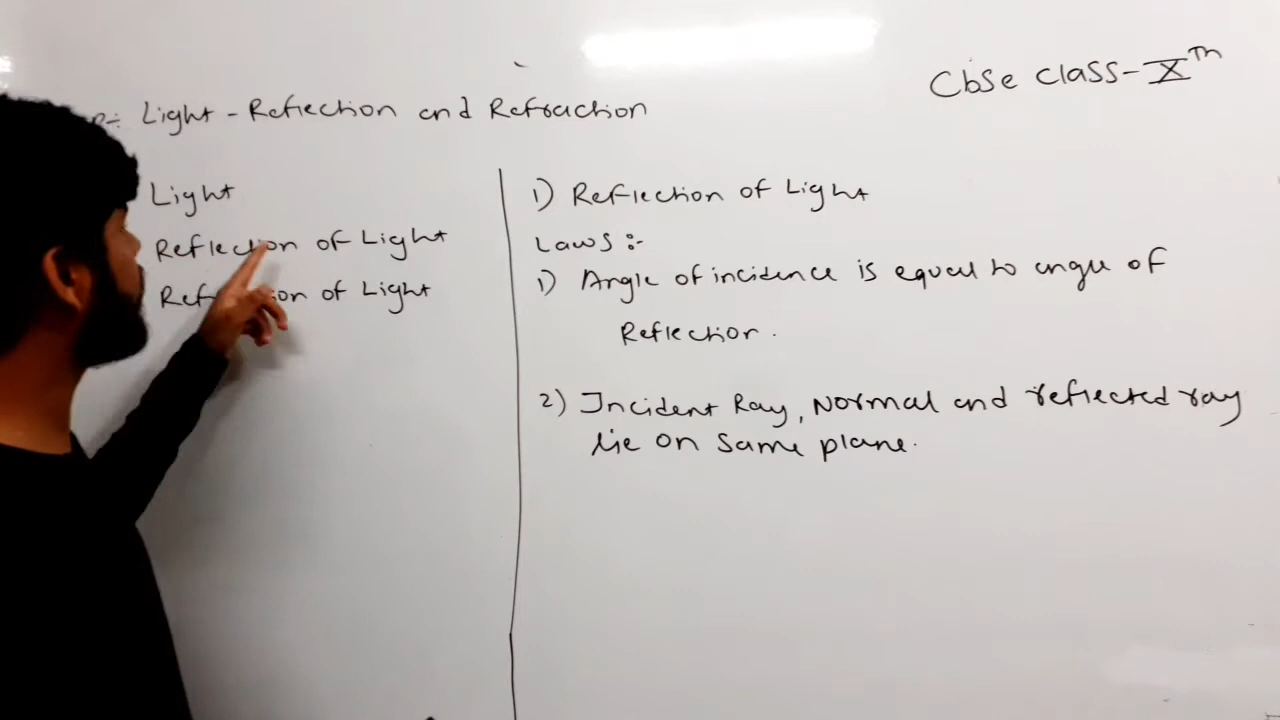 Cbse class-Xth
p:- Light - Reflection and Refraction
Light
Reflection of Light
of Light
1) Reflection of Light
Laws :-
1) Angle of incidence is equal to angle of
Reflection.
2) Incident Ray, Normal and reflected ray
lie on same plane.